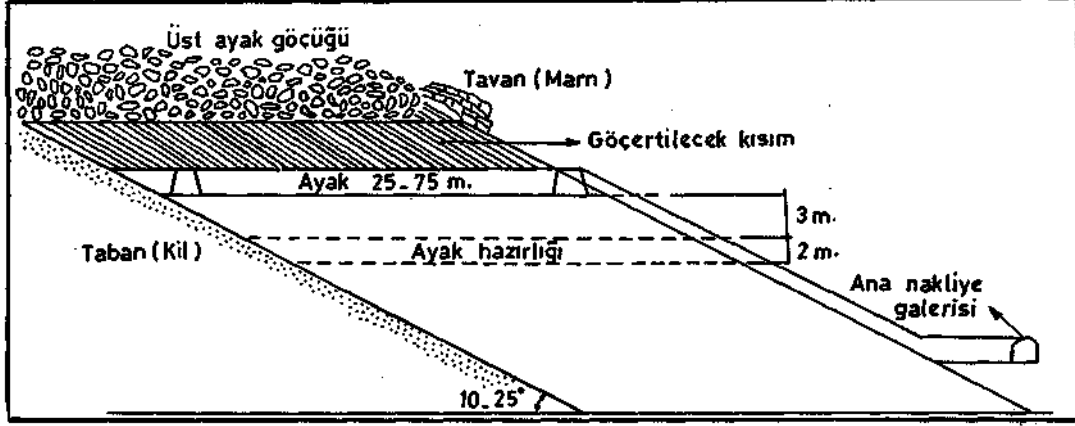 Üst ayak göçüğü
Tavan (Marn)
Göçertilecek kısım
Ayak 25-75 m.
3 m.
Taban (Kil)
Ayak hazırlığı
2 m.
Ana nakliye
galerisi
10-25°